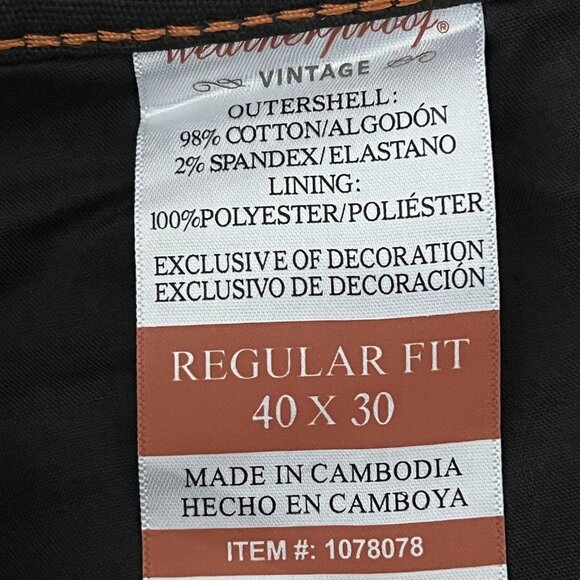 Weatherproof®
VINTAGE
OUTERSHELL:
98% COTTON/ALGODÓN
2% SPANDEX/ELASTANO
LINING:
100%POLYESTER/POLIÉSTER
EXCLUSIVE OF DECORATION
EXCLUSIVO DE DECORACIÓN
REGULAR FIT
40 X 30
MADE IN CAMBODIA
HECHO EN CAMBOYA
ITEM #: 1078078